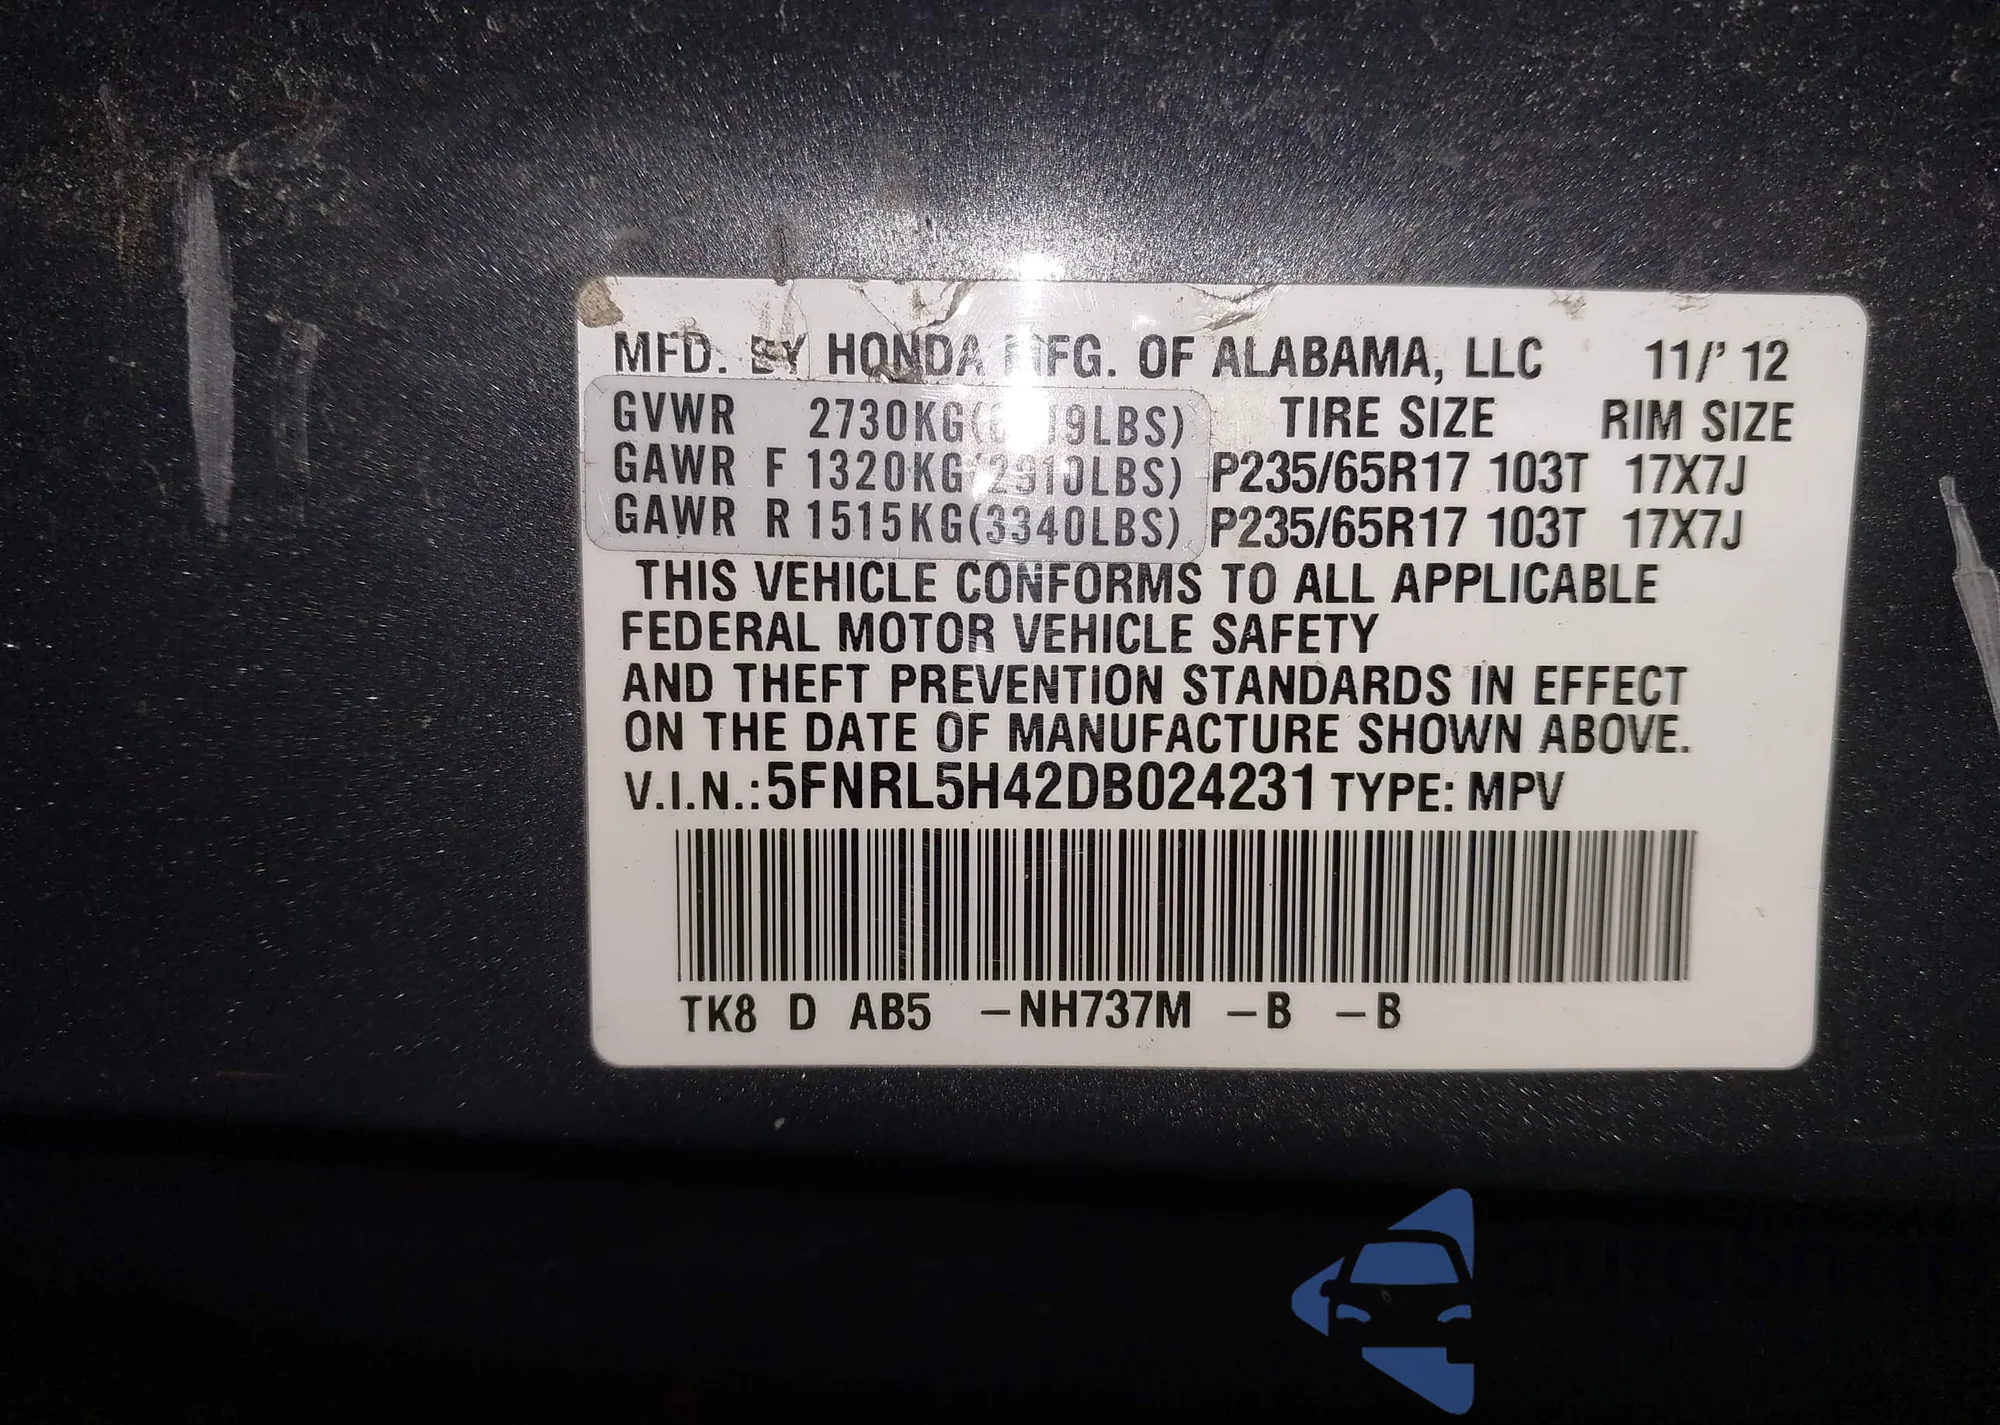 MFD. BY HONDA MFG. OF ALABAMA, LLC 11/' 12
GVWR 2730KG( TIRE SIZE RIM SIZE
GAWR F 1320KG(2910LBS) P235/65R17 103T 17X7J
GAWR R 1515KG(3340LBS) P235/65R17 103T 17X7J
THIS VEHICLE CONFORMS TO ALL APPLICABLE
FEDERAL MOTOR VEHICLE SAFETY
AND THEFT PREVENTION STANDARDS IN EFFECT
ON THE DATE OF MANUFACTURE SHOWN ABOVE.
V.I.N.:5FNRL5H42DB024231 TYPE: MPV
TK8 D AB5 –NH737M –B –B